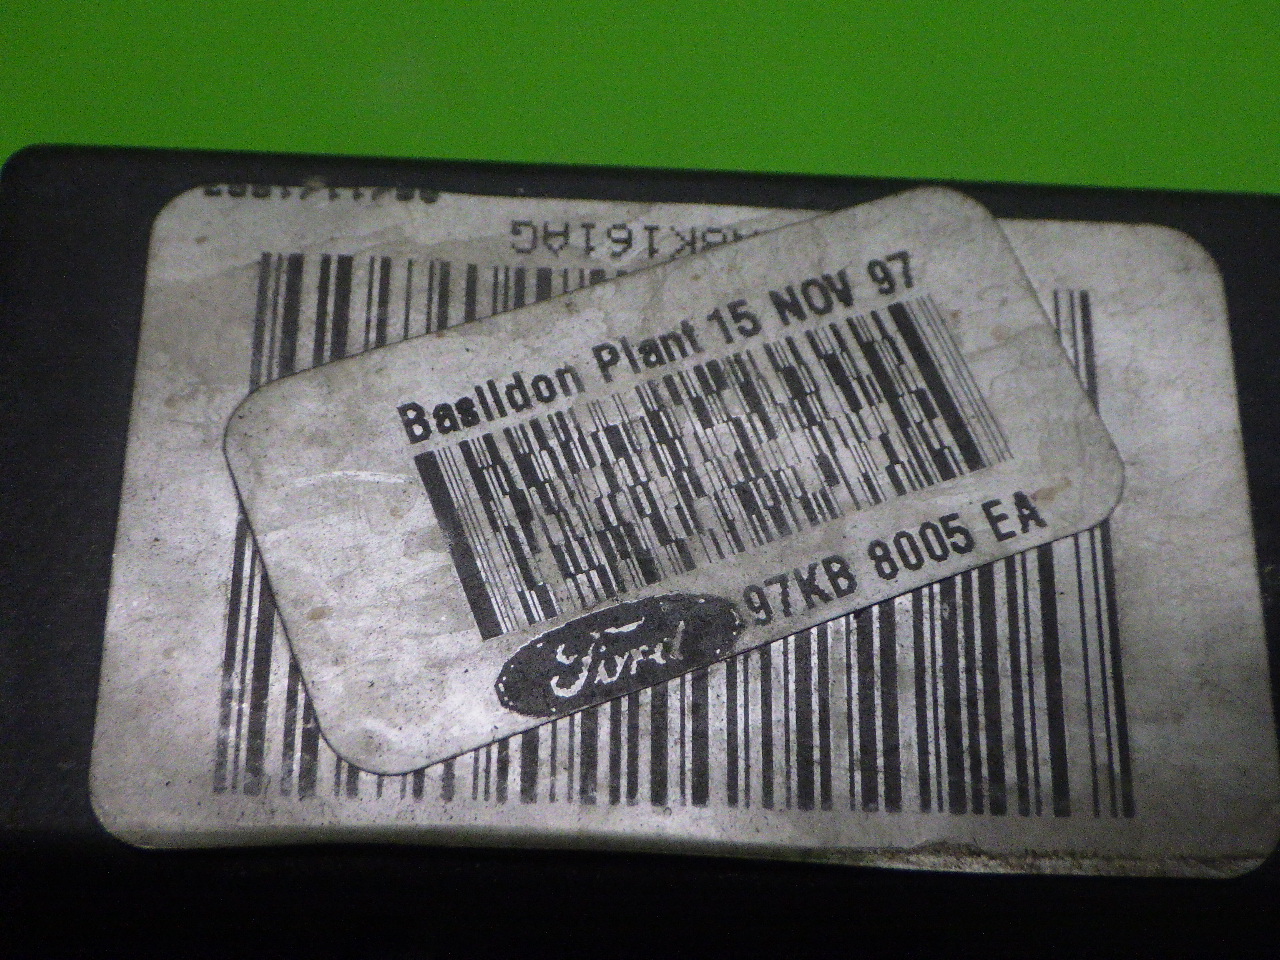 Basildon Plant 15 NOV 97
97KB 8005 EA
Ford